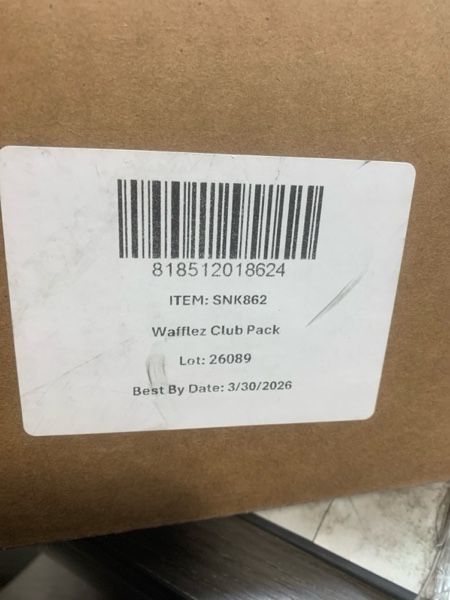 818512018624
ITEM: SNK862
Wafflez Club Pack
Lot: 26089
Best By Date: 3/30/2026